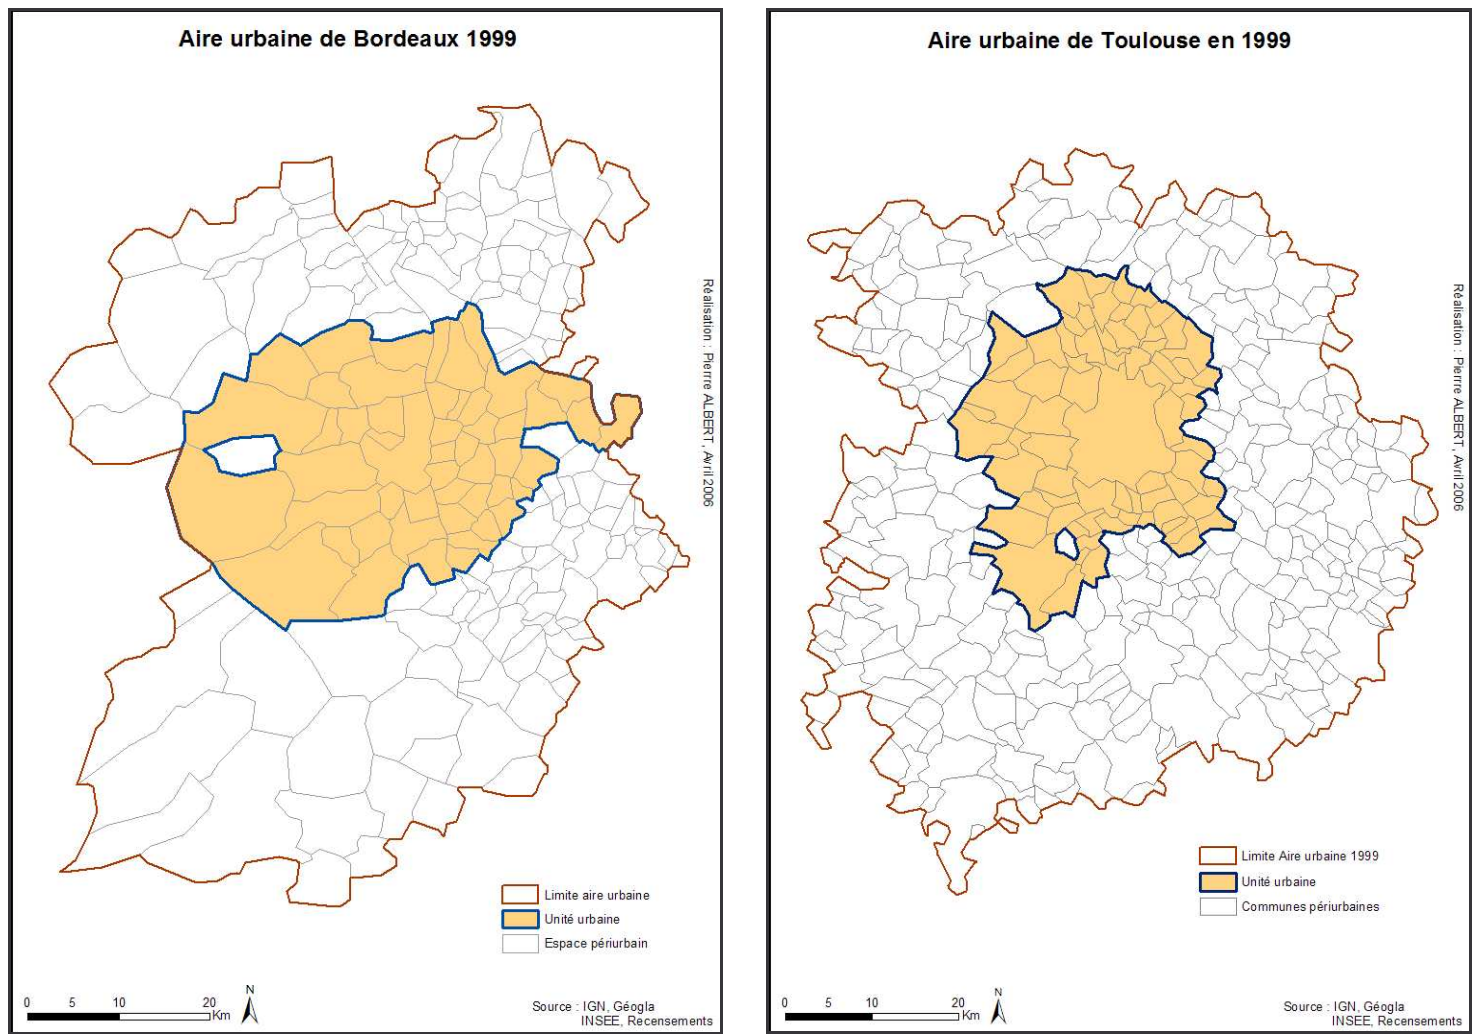 Aire urbaine de Bordeaux 1999
Réalisation : Pierrre ALBERT , Avril 2006
Limite aire urbaine
Unité urbaine
Espace périurbain
0 5 10 20
Km
N
Source : IGN, Géogla
INSEE, Recensements
Aire urbaine de Toulouse en 1999
Réalisation : Pierrre ALBERT , Avril 2006
Limite Aire urbaine 1999
Unité urbaine
Communes périurbaines
0 5 10 20
Km
N
Source : IGN, Géogla
INSEE, Recensements